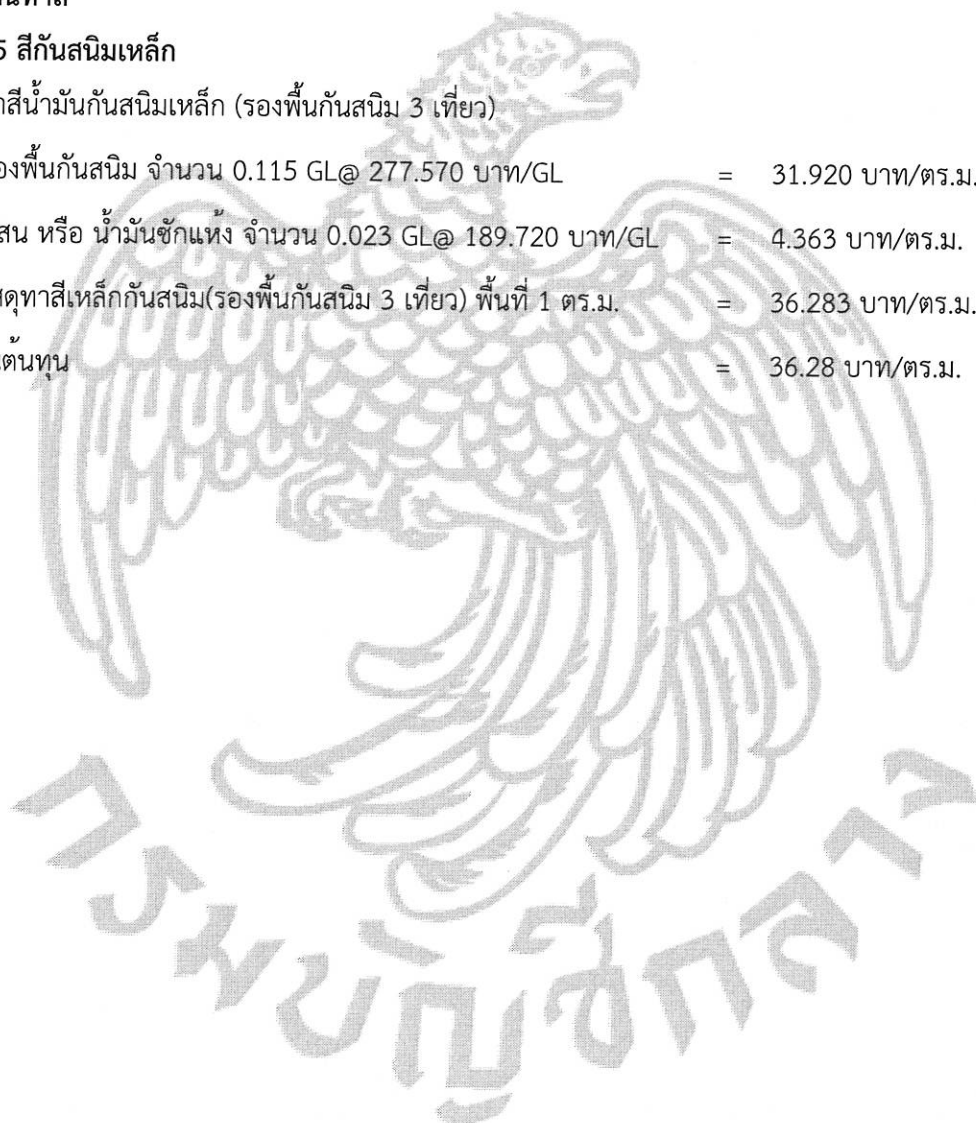 5 สีกันสนิมเหล็ก
าสีน้ำมันกันสนิมเหล็ก (รองพื้นกันสนิม 3 เที่ยว)
องพื้นกันสนิม จำนวน 0.115 GL@ 277.570 บาท/GL = 31.920 บาท/ตร.ม.
สน หรือ น้ำมันชักแห้ง จำนวน 0.023 GL@ 189.720 บาท/GL = 4.363 บาท/ตร.ม.
สดุทาสีเหล็กกันสนิม(รองพื้นกันสนิม 3 เที่ยว) พื้นที่ 1 ตร.ม. = 36.283 บาท/ตร.ม.
ต้นทุน = 36.28 บาท/ตร.ม.
กรมบัญชีกลาง